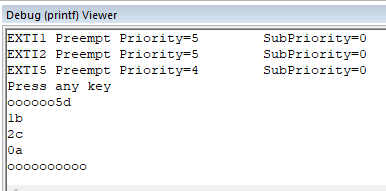 Debug (printf) Viewer
EXTI1 Preempt Priority=5 SubPriority=0
EXTI2 Preempt Priority=5 SubPriority=0
EXTI5 Preempt Priority=4 SubPriority=0
Press any key
oooooo5d
1b
2c
0a
oooooooooo